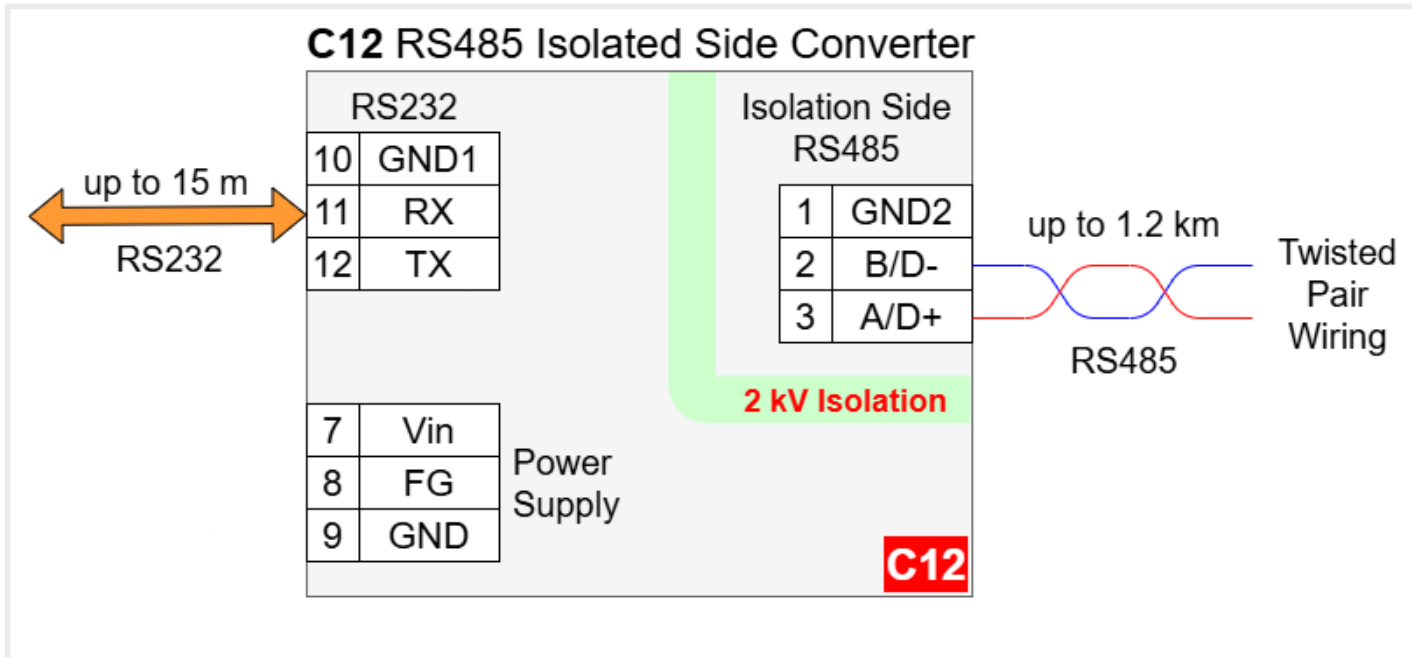 C12 RS485 Isolated Side Converter
RS232
10 GND1
11 RX
12 TX
up to 15 m
RS232
Isolation Side
RS485
1 GND2
2 B/D-
3 A/D+
up to 1.2 km
RS485
Twisted
Pair
Wiring
2 kV Isolation
7 Vin
8 FG
9 GND
Power
Supply
C12